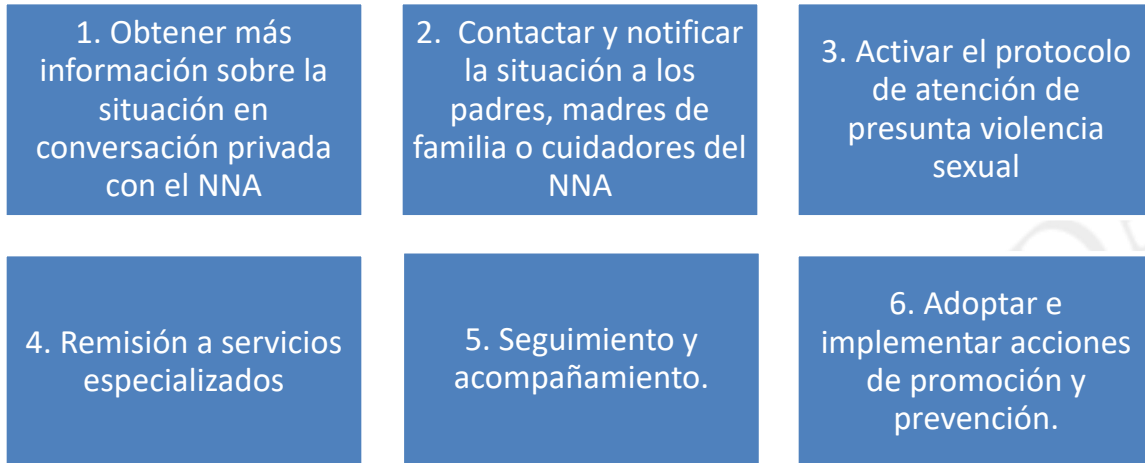 1. Obtener más
información sobre la
situación en
conversación privada
con el NNA
2. Contactar y notificar
la situación a los
padres, madres de
familia o cuidadores del
NNA
3. Activar el protocolo
de atención de
presunta violencia
sexual
4. Remisión a servicios
especializados
5. Seguimiento y
acompañamiento.
6. Adoptar e
implementar acciones
de promoción y
prevención.